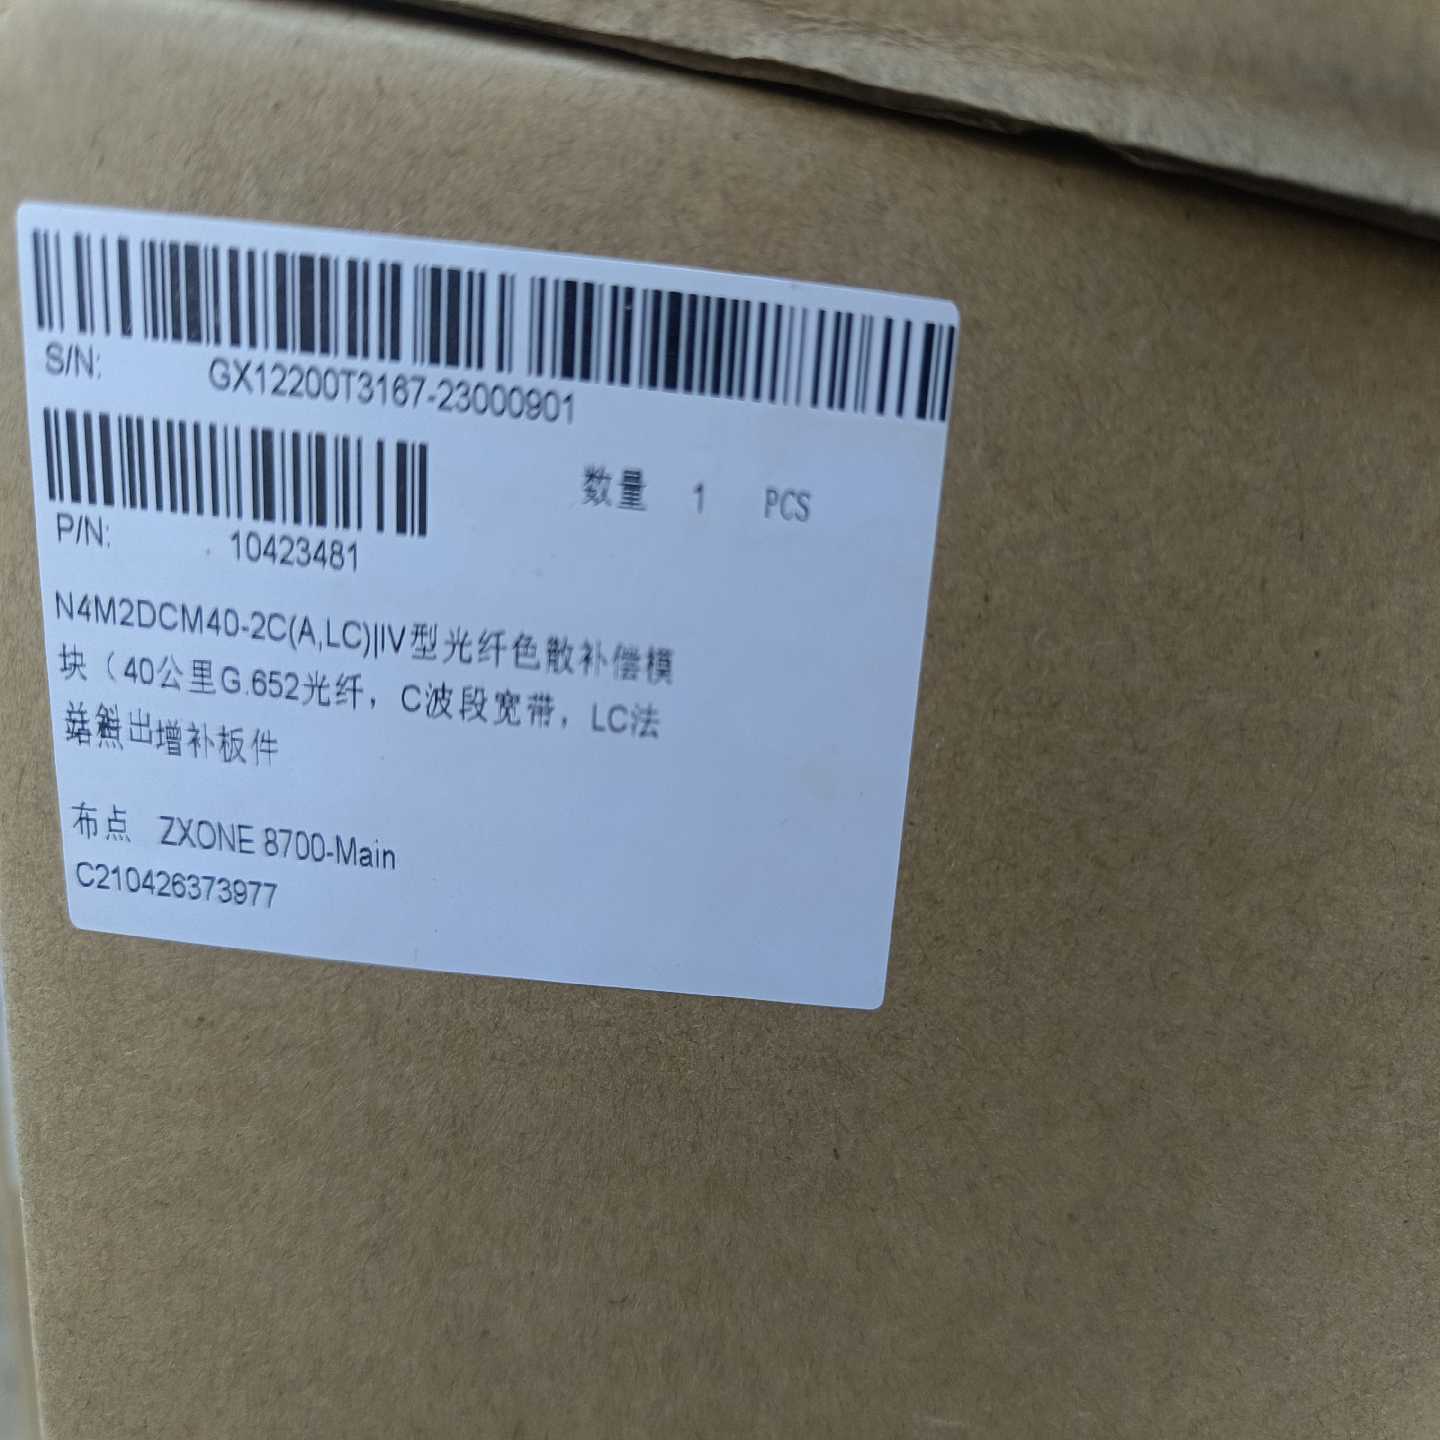 S/N: GX12200T3167-23000901
数量 1 PCS
P/N: 10423481
N4M2DCM40-2C(A,LC)|IV型光纤色散补偿模
块（40公里G.652光纤，C波段宽带，LC法
出增补板件
布点 ZXONE 8700-Main
C210426373977